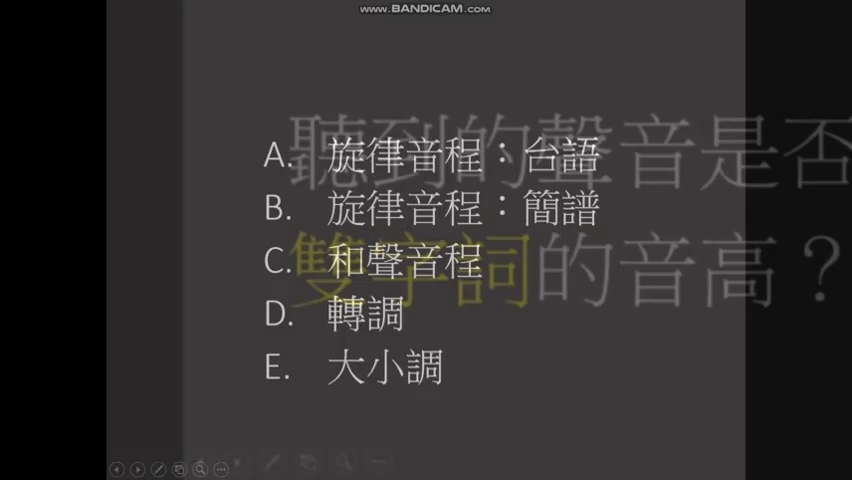 WWW.BANDICAM.COM
聽到的聲音是否
A. 旋律音程：台語
B. 旋律音程：簡譜
雙字詞的音高？
C. 和聲音程
D. 轉調
E. 大小調